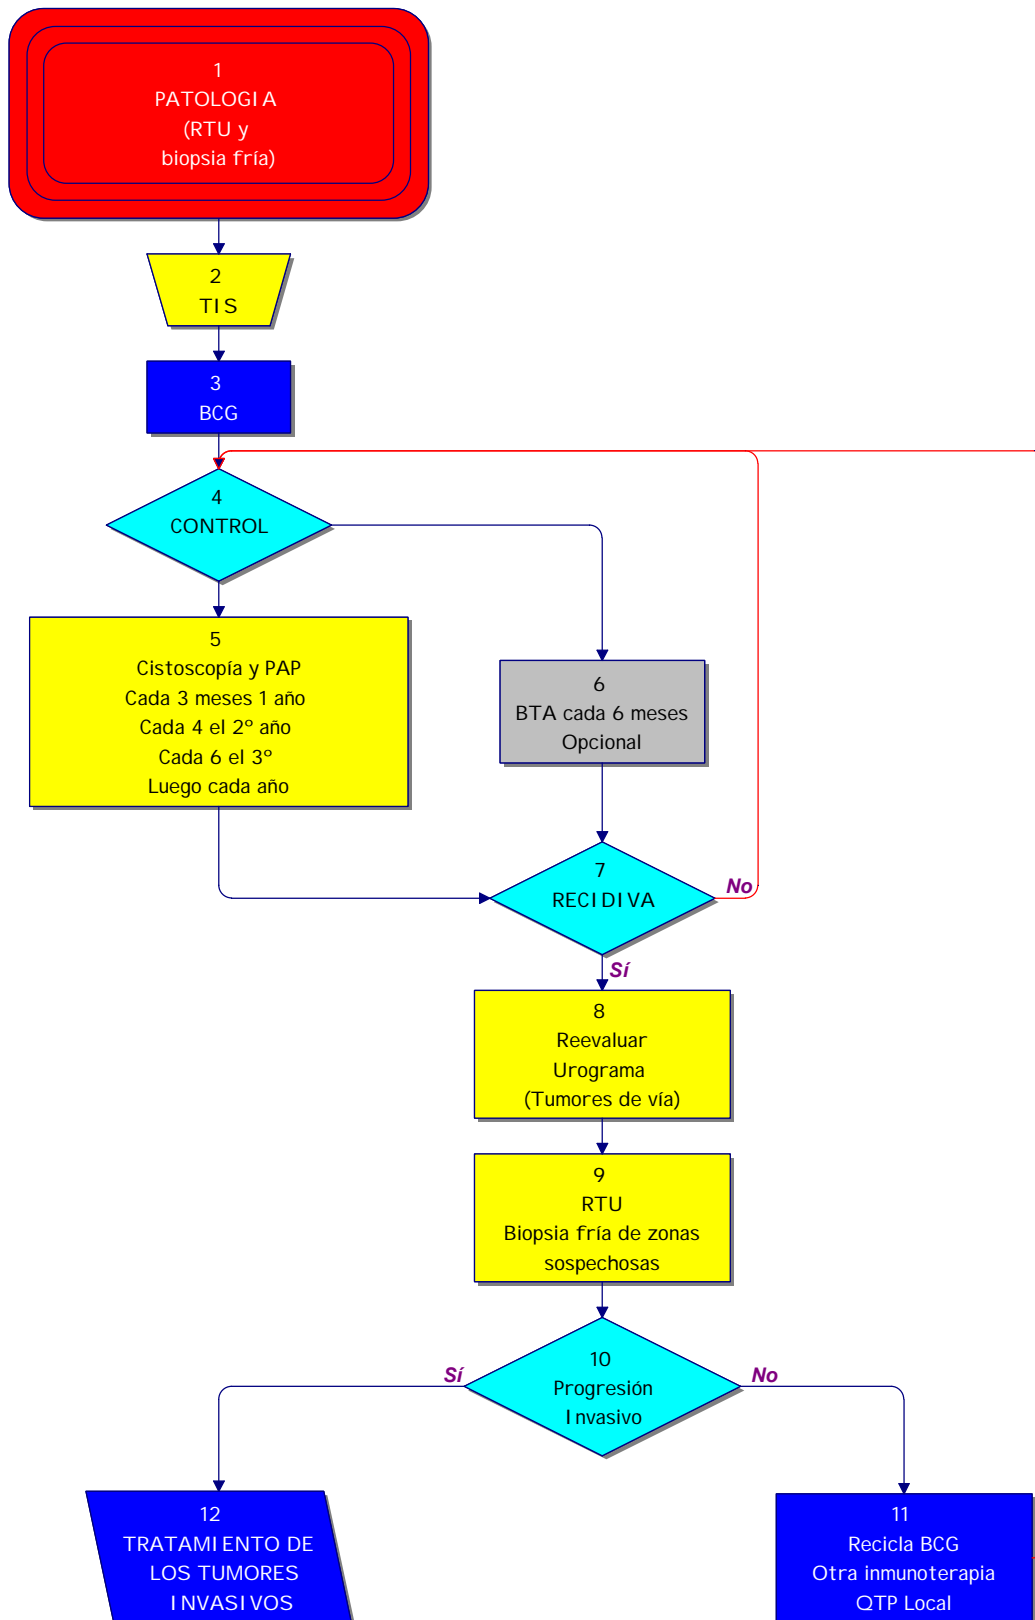 1
PATOLOGIA
(RTU y
biopsia fría)
2
TIS
3
BCG
4
CONTROL
5
Cistoscopía y PAP
Cada 3 meses 1 año
Cada 4 el 2º año
Cada 6 el 3º
Luego cada año
6
BTA cada 6 meses
Opcional
7
RECIDIVA
No
Sí
8
Reevaluar
Urograma
(Tumores de vía)
9
RTU
Biopsia fría de zonas
sospechosas
10
Progresión
Invasivo
Sí
No
12
TRATAMIENTO DE
LOS TUMORES
INVASIVOS
11
Recicla BCG
Otra inmunoterapia
QTP Local